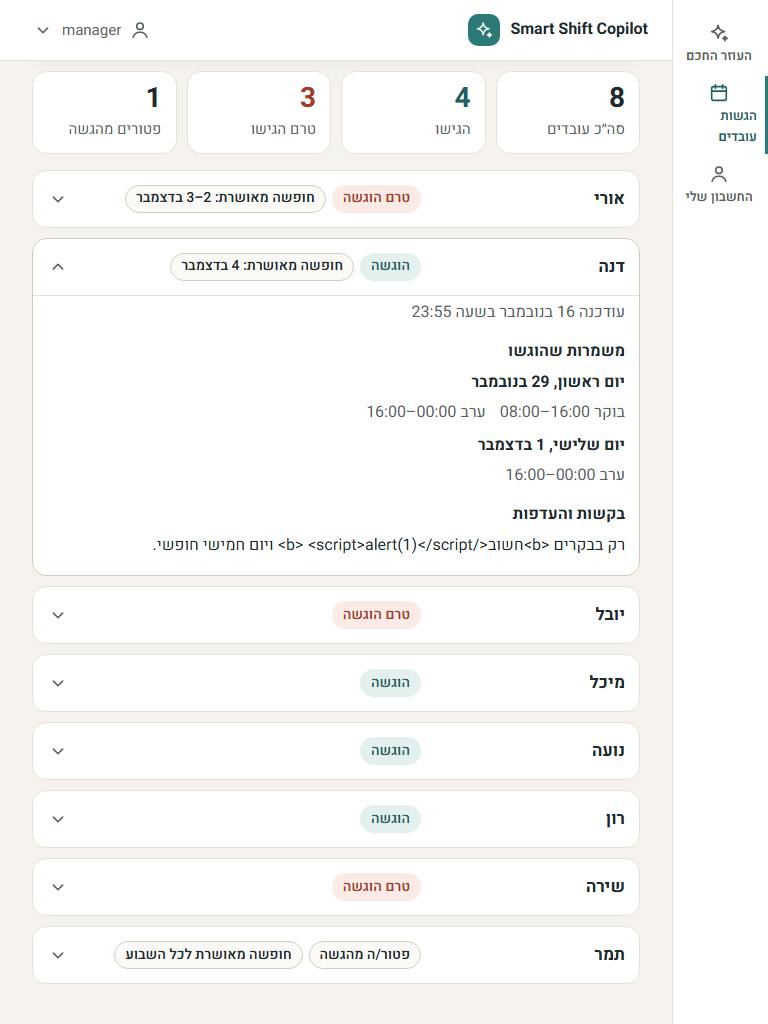 Smart Shift Copilot
manager
העוזר החכם
הגשות
עובדים
החשבון שלי
8
סה"כ עובדים
4
הגישו
3
טרם הגישו
1
פטורים מהגשה
אורי
טרם הוגשה
חופשה מאושרת: 2–3 בדצמבר
דנה
הוגשה
חופשה מאושרת: 4 בדצמבר
עודכנה 16 בנובמבר בשעה 23:55
משמרות שהוגשו
יום ראשון, 29 בנובמבר
בוקר 08:00–16:00 ערב 16:00–00:00
יום שלישי, 1 בדצמבר
ערב 16:00–00:00
בקשות והעדפות
רק בבקרים <b>חשוב</b> <script>alert(1)</script> ויום חמישי חופשי.
יובל
טרם הוגשה
מיכל
הוגשה
נועה
הוגשה
רון
הוגשה
שירה
טרם הוגשה
תמר
פטור/ה מהגשה
חופשה מאושרת לכל השבוע